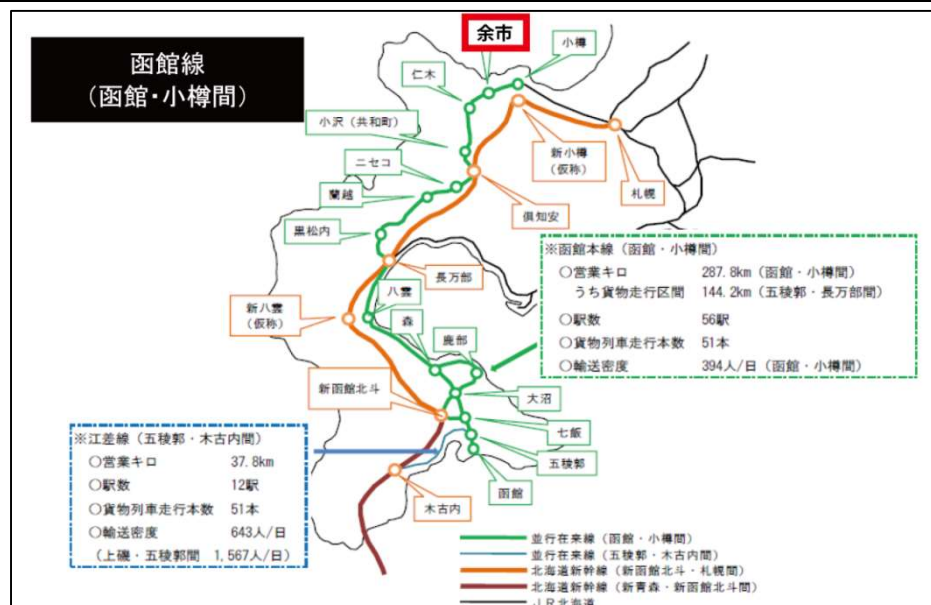 函館線
（函館・小樽間）
余市
小樽
仁木
小沢（共和町）
ニセコ
蘭越
黒松内
新小樽
（仮称）
札幌
倶知安
長万部
新八雲
（仮称）
八雲
森
鹿部
新函館北斗
大沼
七飯
五稜郭
函館
木古内
※函館本線（函館・小樽間）
○営業キロ 287.8km（函館・小樽間）
うち貨物走行区間 144.2km（五稜郭・長万部間）
○駅数 56駅
○貨物列車走行本数 51本
○輸送密度 394人/日（函館・小樽間）
※江差線（五稜郭・木古内間）
○営業キロ 37.8km
○駅数 12駅
○貨物列車走行本数 51本
○輸送密度 643人/日
（上磯・五稜郭間 1,567人/日）
並行在来線（函館・小樽間）
並行在来線（五稜郭・木古内間）
北海道新幹線（新函館北斗・札幌間）
北海道新幹線（新青森・新函館北斗間）
ＪＲ北海道